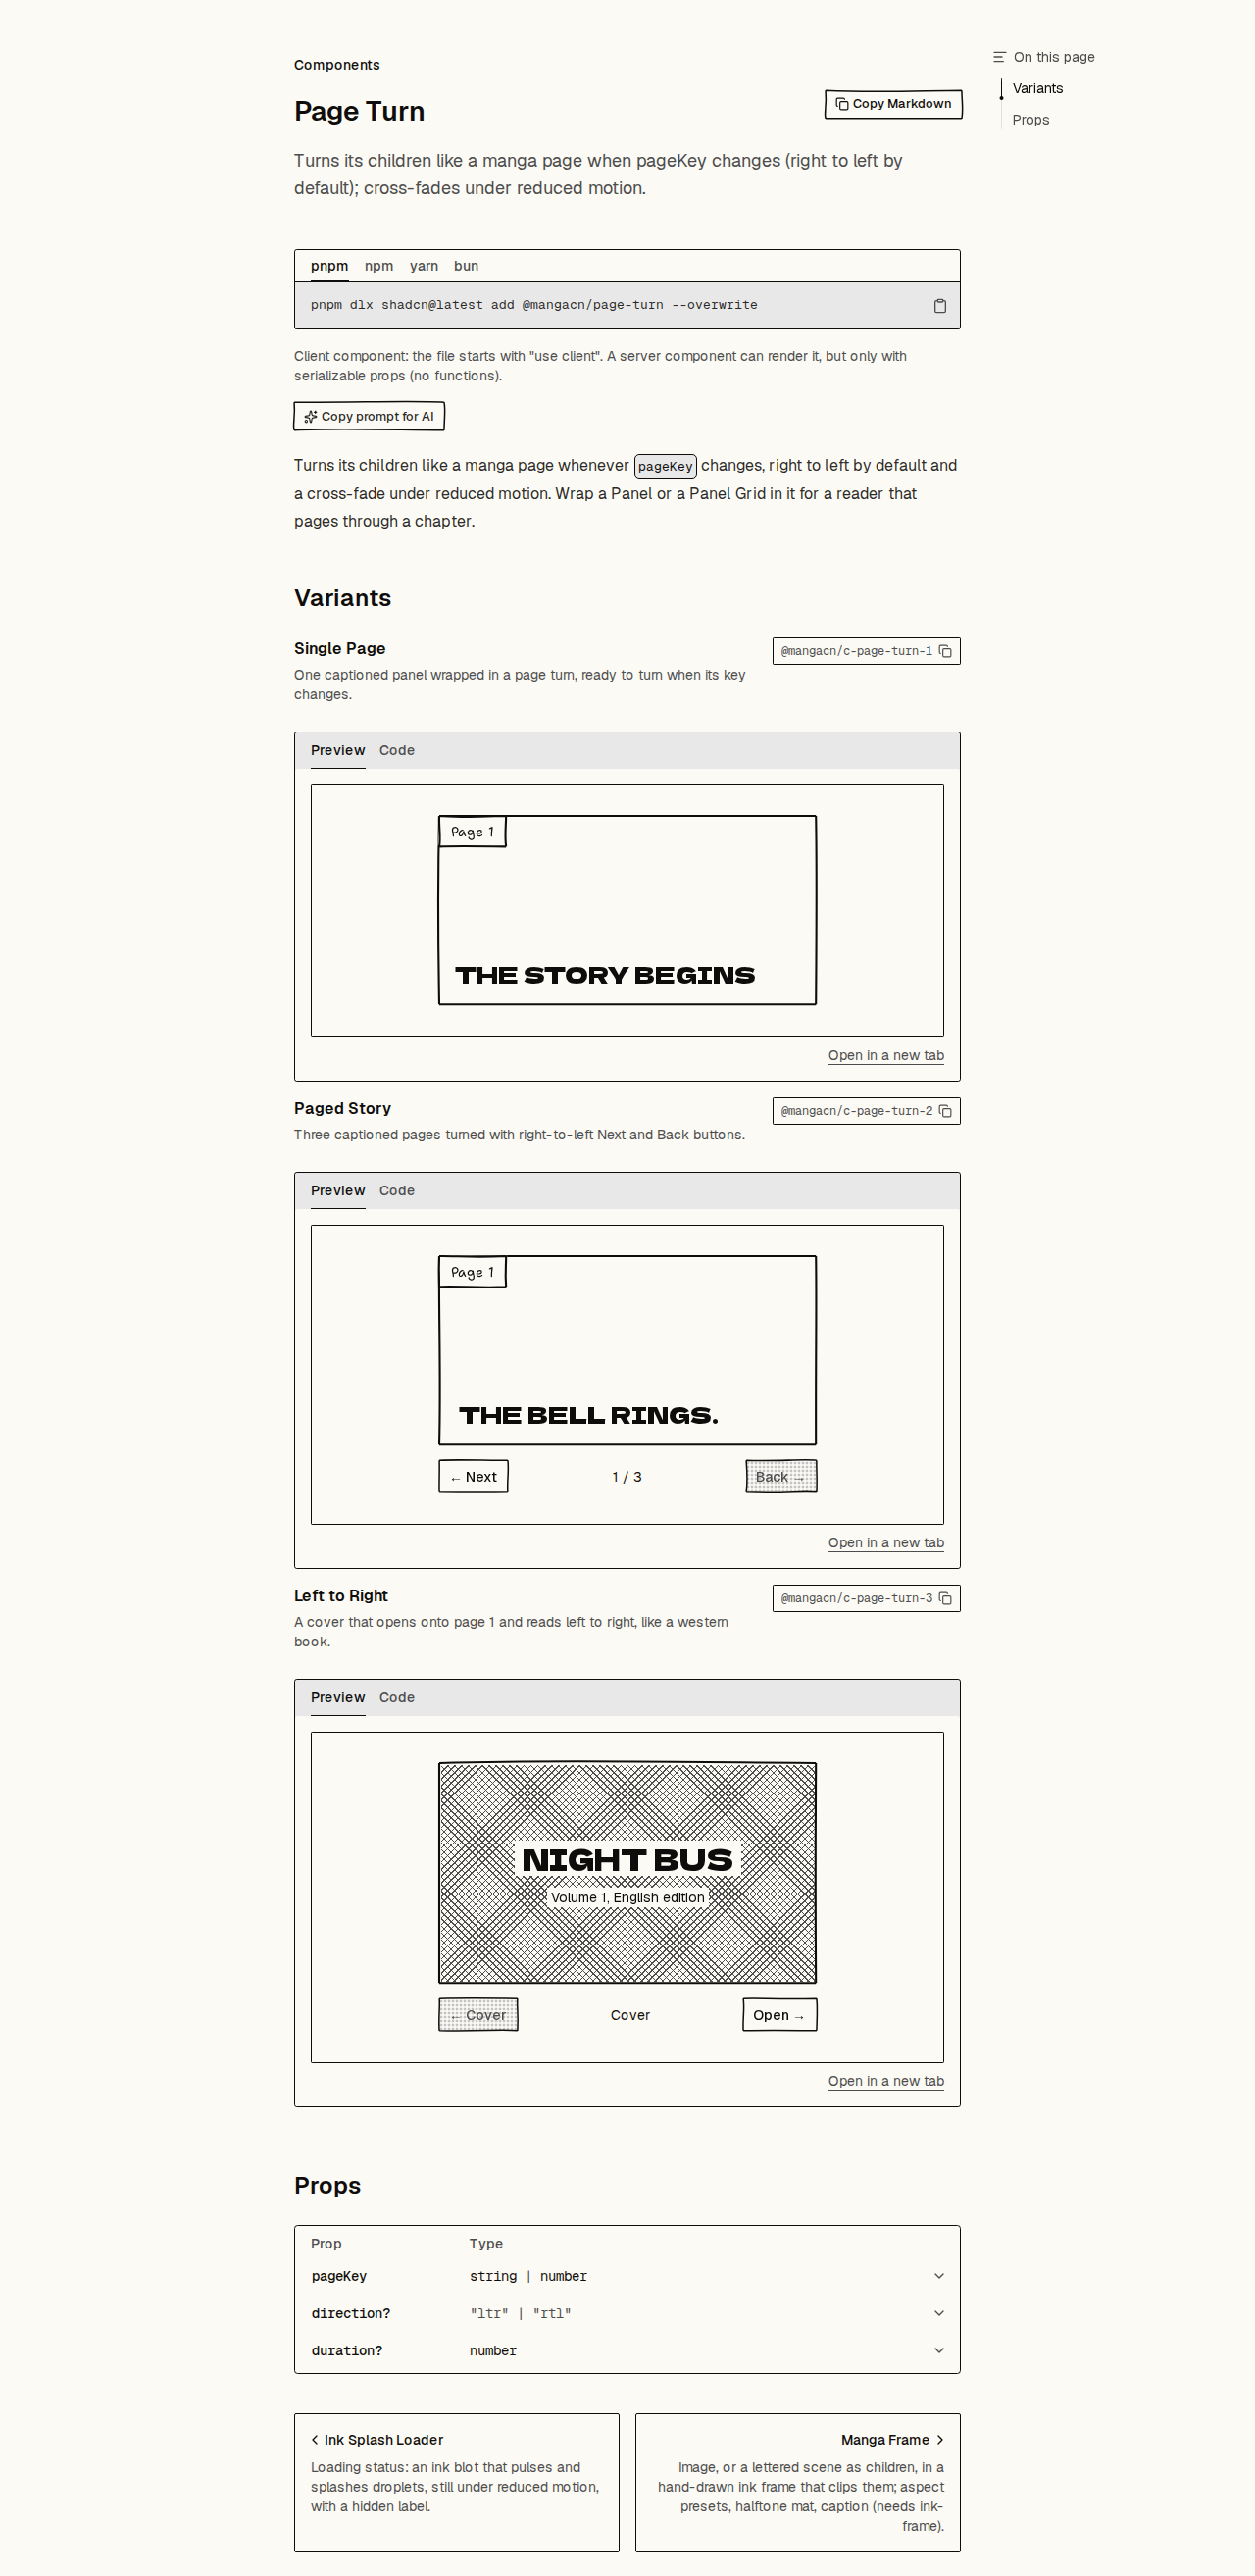 Components
Page Turn
Copy Markdown
On this page
Variants
Props
Turns its children like a manga page when pageKey changes (right to left by
default); cross-fades under reduced motion.
pnpm npm yarn bun
pnpm dlx shadcn@latest add @mangacn/page-turn --overwrite
Client component: the file starts with "use client". A server component can render it, but only with
serializable props (no functions).
Copy prompt for AI
Turns its children like a manga page whenever pageKey changes, right to left by default and
a cross-fade under reduced motion. Wrap a Panel or a Panel Grid in it for a reader that
pages through a chapter.
Variants
Single Page
@mangacn/c-page-turn-1
One captioned panel wrapped in a page turn, ready to turn when its key
changes.
Preview Code
Page 1
THE STORY BEGINS
Open in a new tab
Paged Story
@mangacn/c-page-turn-2
Three captioned pages turned with right-to-left Next and Back buttons.
Preview Code
Page 1
THE BELL RINGS.
← Next 1 / 3 Back →
Open in a new tab
Left to Right
@mangacn/c-page-turn-3
A cover that opens onto page 1 and reads left to right, like a western
book.
Preview Code
NIGHT BUS
Volume 1, English edition
← Cover Cover Open →
Open in a new tab
Props
Prop Type
pageKey string | number
direction? "ltr" | "rtl"
duration? number
Ink Splash Loader
Loading status: an ink blot that pulses and
splashes droplets, still under reduced motion,
with a hidden label.
Manga Frame
Image, or a lettered scene as children, in a
hand-drawn ink frame that clips them; aspect
presets, halftone mat, caption (needs ink-
frame).